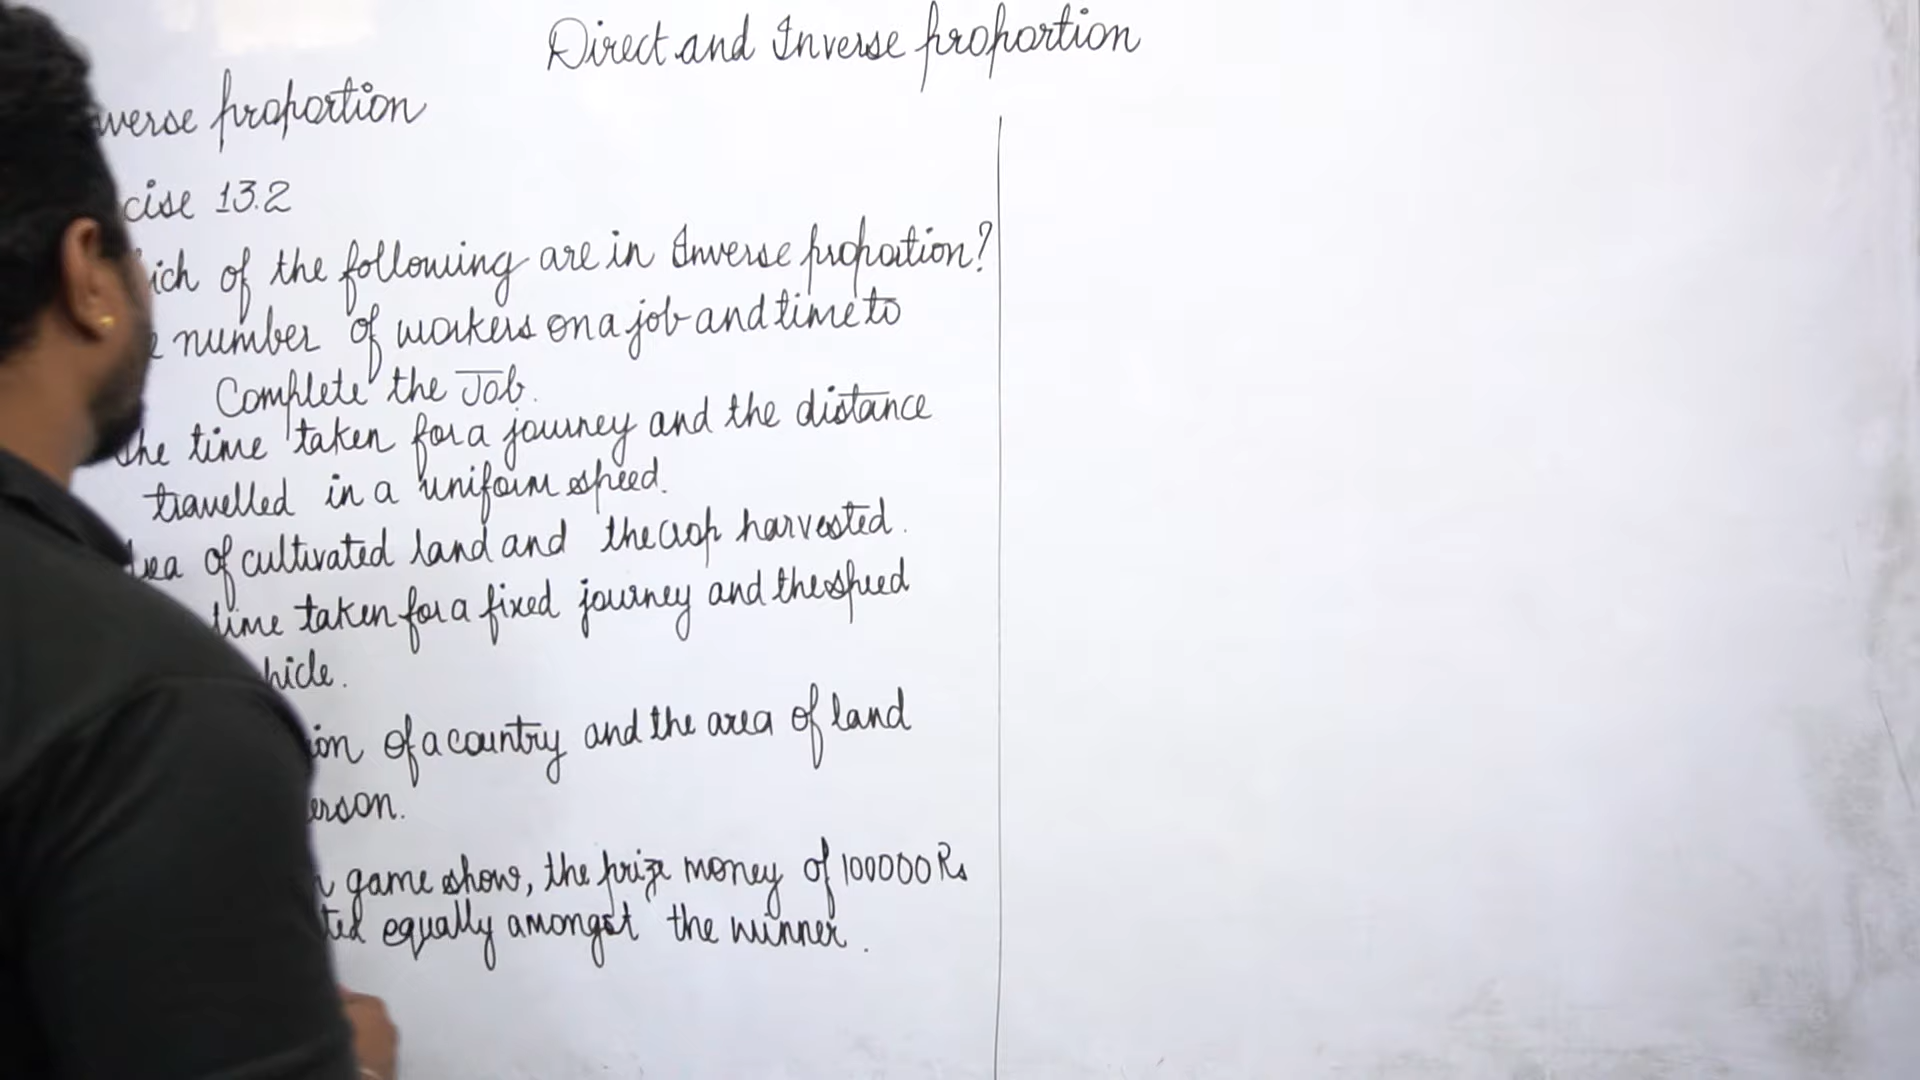 Direct and Inverse proportion
verse proportion
cise 13.2
ich of the following are in Inverse proportion?
number of workers on a job and time to
Complete the Job.
the time taken for a journey and the distance
travelled in a uniform speed.
of cultivated land and the crop harvested.
time taken for a fixed journey and the speed
hicle.
ion of a country and the area of land
erson.
game show, the prize money of 100000 Rs
ted equally amongst the winner.